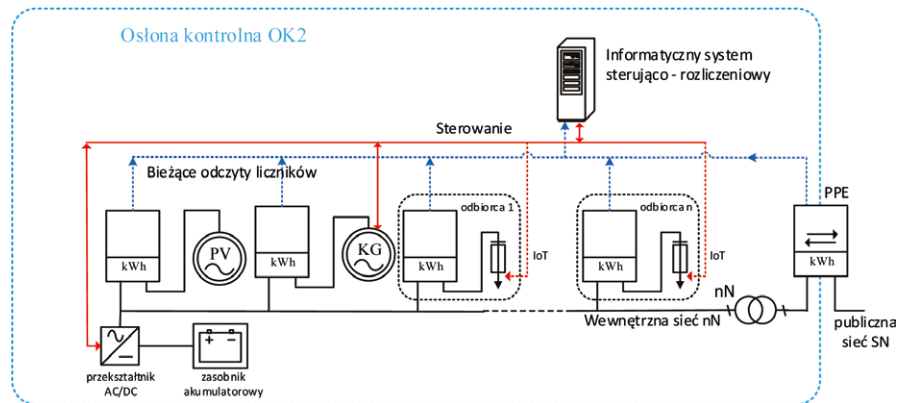 Osłona kontrolna OK2
Informatyczny system
sterująco - rozliczeniowy
Sterowanie
Bieżące odczyty liczników
PPE
odbiorca 1
odbiorca n
kWh
PV
kWh
KG
kWh
IoT
kWh
IoT
kWh
nN
Wewnętrzna sieć nN
publiczna
sieć SN
przekształtnik
AC/DC
zasobnik
akumulatorowy